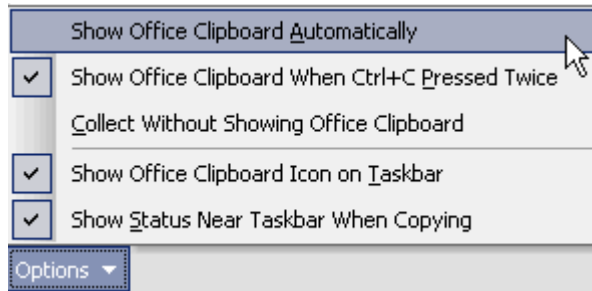 Show Office Clipboard Automatically
Show Office Clipboard When Ctrl+C Pressed Twice
Collect Without Showing Office Clipboard
Show Office Clipboard Icon on Taskbar
Show Status Near Taskbar When Copying
Options